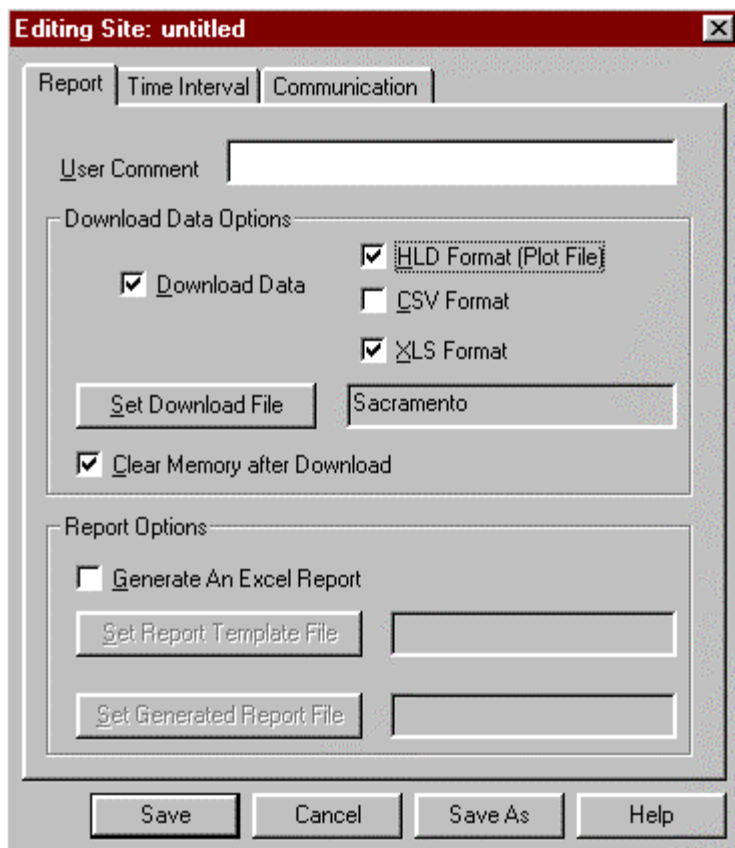 Editing Site: untitled
Report Time Interval Communication
User Comment
Download Data Options
HLD Format (Plot File)
Download Data
CSV Format
XLS Format
Set Download File Sacramento
Clear Memory after Download
Report Options
Generate An Excel Report
Set Report Template File
Set Generated Report File
Save Cancel Save As Help